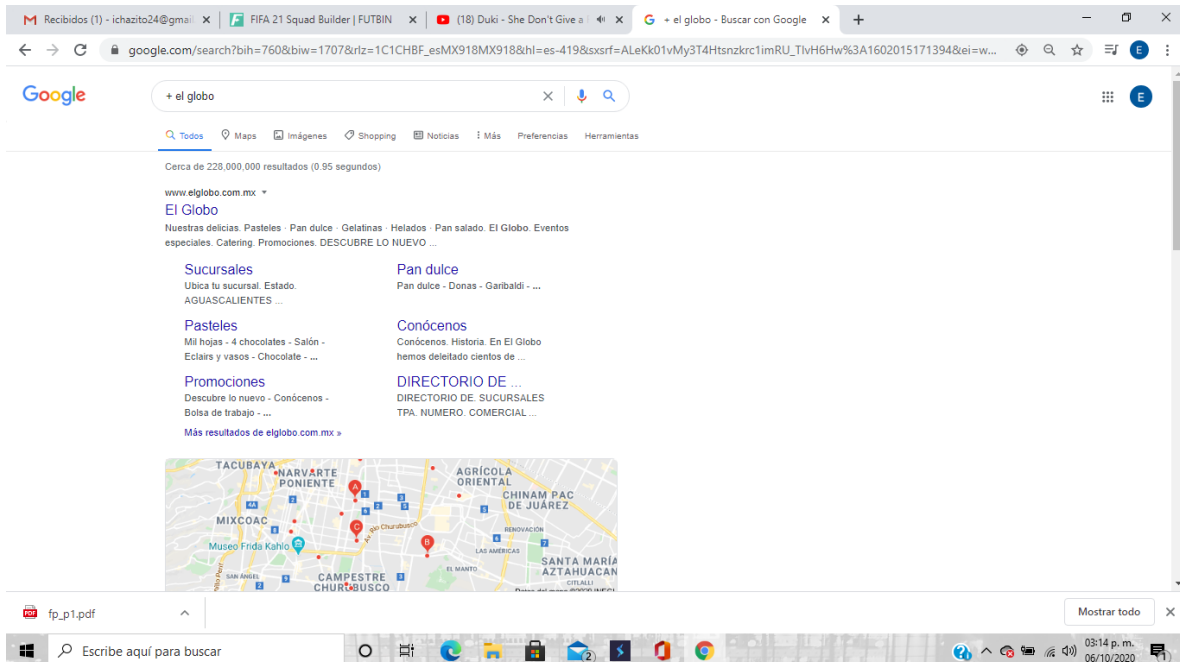 Recibidos (1) - ichazito24@gmai
FIFA 21 Squad Builder | FUTBIN
(18) Duki - She Don't Give a
+ el globo - Buscar con Google
google.com/search?bih=760&biw=1707&rlz=1C1CHBF_esMX918MX918&hl=es-419&sxsrf=ALeKk01vMy3T4Htsnzkrc1imRU_TlvH6Hw%3A1602015171394&ei=w...
E
Google
+ el globo
E
Todos Maps Imágenes Shopping Noticias Más Preferencias Herramientas
Cerca de 228,000,000 resultados (0.95 segundos)
www.elglobo.com.mx
El Globo
Nuestras delicias. Pasteles · Pan dulce · Gelatinas · Helados · Pan salado. El Globo. Eventos
especiales. Catering. Promociones. DESCUBRE LO NUEVO ...
Sucursales
Ubica tu sucursal. Estado.
AGUASCALIENTES ...
Pan dulce
Pan dulce - Donas - Garibaldi - ...
Pasteles
Mil hojas - 4 chocolates - Salón -
Eclairs y vasos - Chocolate - ...
Conócenos
Conócenos. Historia. En El Globo
hemos deleitado cientos de ...
Promociones
Descubre lo nuevo - Conócenos -
Bolsa de trabajo - ...
DIRECTORIO DE ...
DIRECTORIO DE. SUCURSALES
TPA. NUMERO. COMERCIAL ...
Más resultados de elglobo.com.mx »
TACUBAYA
NARVARTE
PONIENTE
AGRÍCOLA
ORIENTAL
CHINAM PAC
DE JUÁREZ
MIXCOAC
Museo Frida Kahlo
Av. Río Churubusco
RENOVACIÓN
LAS AMÉRICAS
SANTA MARÍA
AZTAHUACAN
EL MANTO
SAN ÁNGEL
CAMPESTRE
CHURUBUSCO
CITLALLI
A
B
C
fp_p1.pdf
Mostrar todo
Escribe aquí para buscar
03:14 p. m.
06/10/2020